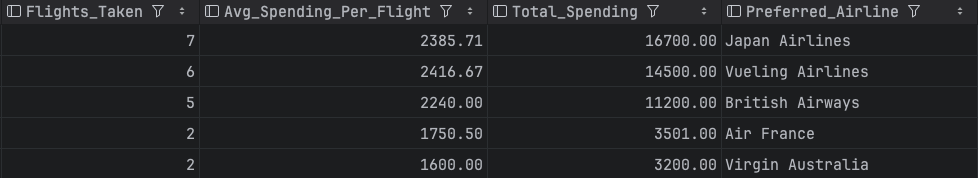 Flights_Taken Avg_Spending_Per_Flight Total_Spending Preferred_Airline
7 2385.71 16700.00 Japan Airlines
6 2416.67 14500.00 Vueling Airlines
5 2240.00 11200.00 British Airways
2 1750.50 3501.00 Air France
2 1600.00 3200.00 Virgin Australia